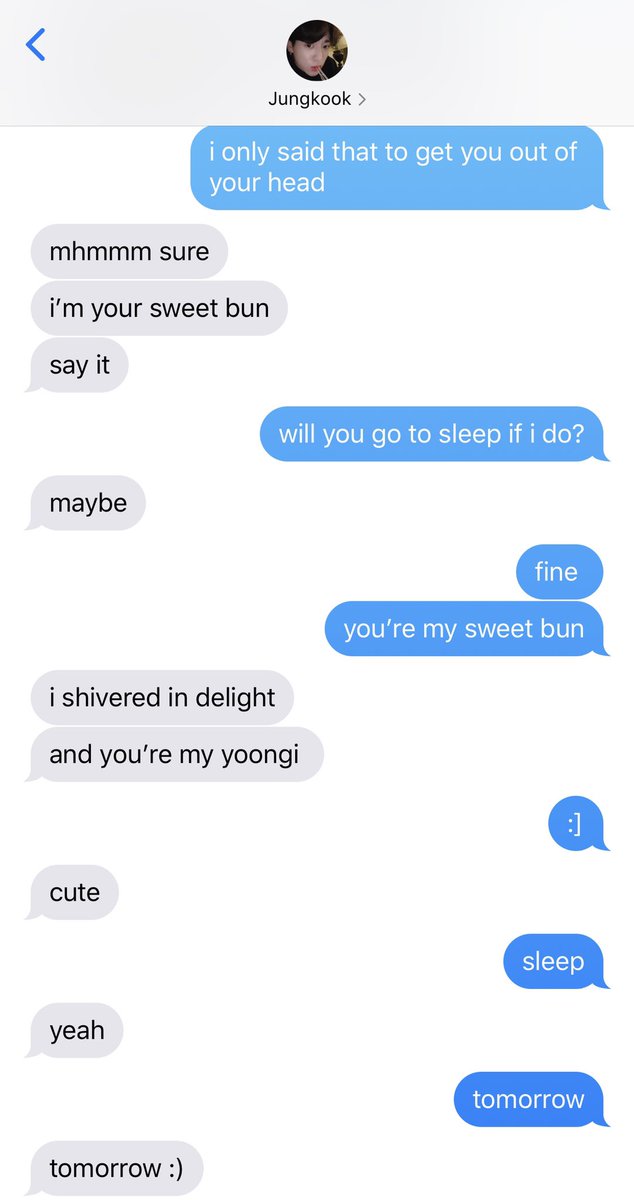 Jungkook
i only said that to get you out of
your head
mhmmm sure
i’m your sweet bun
say it
will you go to sleep if i do?
maybe
fine
you’re my sweet bun
i shivered in delight
and you’re my yoongi
:]
cute
sleep
yeah
tomorrow
tomorrow :)